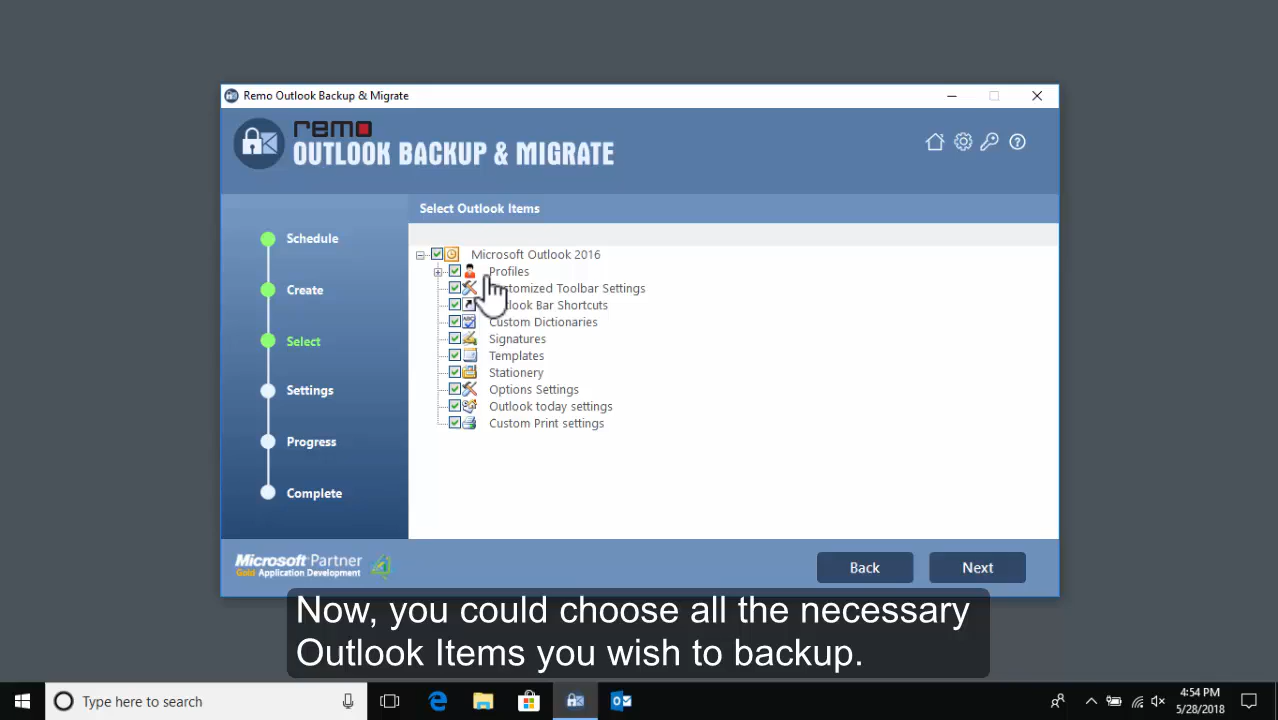 Remo Outlook Backup & Migrate
remo
OUTLOOK BACKUP & MIGRATE
Select Outlook Items
Schedule
Create
Select
Settings
Progress
Complete
Microsoft Outlook 2016
Profiles
ustomized Toolbar Settings
tlook Bar Shortcuts
Custom Dictionaries
Signatures
Templates
Stationery
Options Settings
Outlook today settings
Custom Print settings
Microsoft Partner
Gold Application Development
Back
Next
Now, you could choose all the necessary
Outlook Items you wish to backup.
Type here to search
4:54 PM
5/28/2018